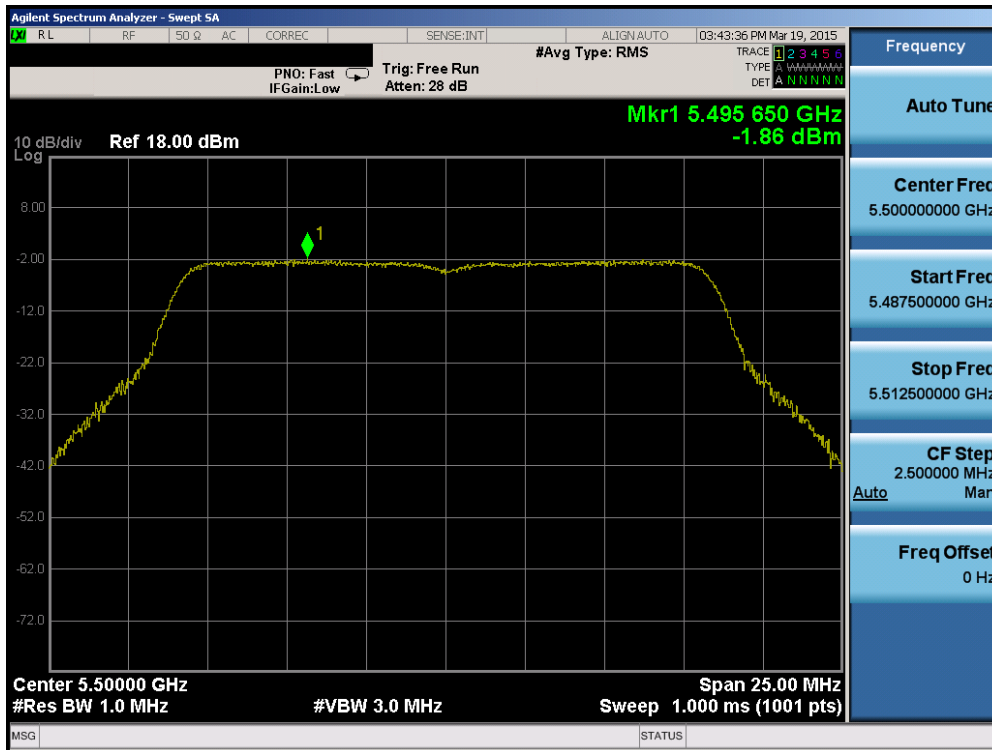 Agilent Spectrum Analyzer - Swept SA
LXI RL RF 50 Ω AC CORREC SENSE:INT ALIGN AUTO 03:43:36 PM Mar 19, 2015
#Avg Type: RMS TRACE 1 2 3 4 5 6
PNO: Fast Trig: Free Run TYPE A WWWWW
IFGain:Low Atten: 28 dB DET A N N N N N
Mkr1 5.495 650 GHz
-1.86 dBm
10 dB/div Ref 18.00 dBm
Log
1
8.00
-2.00
-12.0
-22.0
-32.0
-42.0
-52.0
-62.0
-72.0
Center 5.50000 GHz Span 25.00 MHz
#Res BW 1.0 MHz #VBW 3.0 MHz Sweep 1.000 ms (1001 pts)
MSG STATUS
Frequency
Auto Tune
Center Freq
5.500000000 GHz
Start Freq
5.487500000 GHz
Stop Freq
5.512500000 GHz
CF Step
2.500000 MHz
Auto Man
Freq Offset
0 Hz